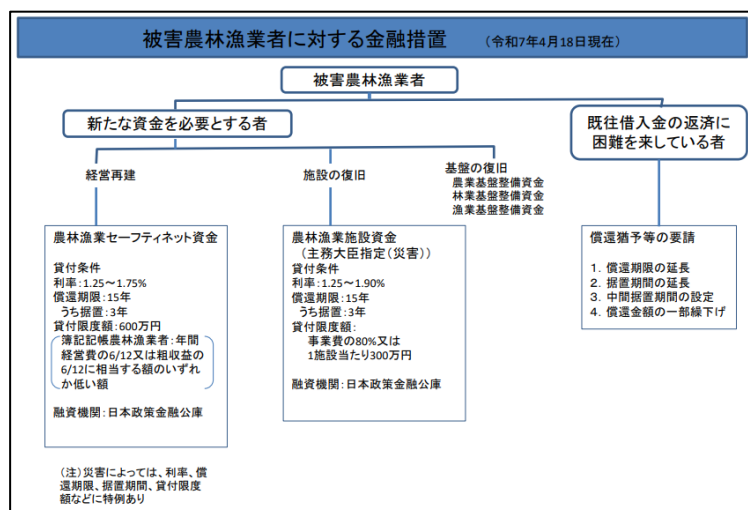 被害農林漁業者に対する金融措置 （令和7年4月18日現在）
被害農林漁業者
新たな資金を必要とする者
既往借入金の返済に
困難を来している者
経営再建
施設の復旧
基盤の復旧
農業基盤整備資金
林業基盤整備資金
漁業基盤整備資金
農林漁業セーフティネット資金
貸付条件
利率：1.25～1.75%
償還期限：15年
うち据置：3年
貸付限度額：600万円
簿記記帳農林漁業者：年間
経営費の6/12又は粗収益の
6/12に相当する額のいずれ
か低い額
融資機関：日本政策金融公庫
農林漁業施設資金
（主務大臣指定（災害））
貸付条件
利率：1.25～1.90%
償還期限：15年
うち据置：3年
貸付限度額：
事業費の80%又は
1施設当たり300万円
融資機関：日本政策金融公庫
償還猶予等の要請
1．償還期限の延長
2．据置期間の延長
3．中間据置期間の設定
4．償還金額の一部繰下げ
（注）災害によっては、利率、償
還期限、据置期間、貸付限度
額などに特例あり